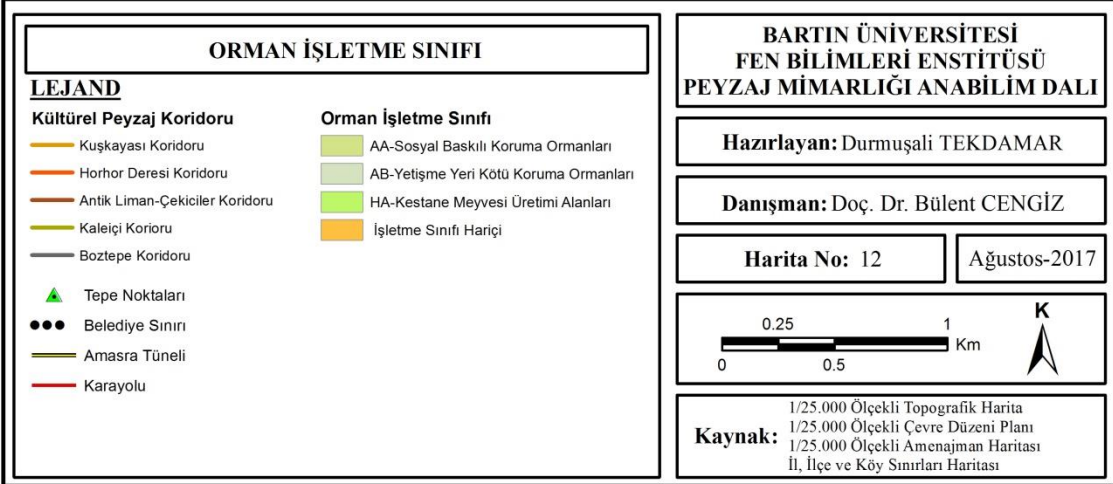 ORMAN İŞLETME SINIFI
LEJAND
Kültürel Peyzaj Koridoru
Kuşkayası Koridoru
Horhor Deresi Koridoru
Antik Liman-Çekiciler Koridoru
Kaleiçi Korioru
Boztepe Koridoru
Tepe Noktaları
Belediye Sınırı
Amasra Tüneli
Karayolu
Orman İşletme Sınıfı
AA-Sosyal Baskılı Koruma Ormanları
AB-Yetişme Yeri Kötü Koruma Ormanları
HA-Kestane Meyvesi Üretimi Alanları
İşletme Sınıfı Hariçi
BARTIN ÜNİVERSİTESİ
FEN BİLİMLERİ ENSTİTÜSÜ
PEYZAJ MİMARLIĞI ANABİLİM DALI
Hazırlayan: Durmuşali TEKDAMAR
Danışman: Doç. Dr. Bülent CENGİZ
Harita No: 12
Ağustos-2017
0.25 1
Km
0 0.5
K
Kaynak:
1/25.000 Ölçekli Topografik Harita
1/25.000 Ölçekli Çevre Düzeni Planı
1/25.000 Ölçekli Amenajman Haritası
İl, İlçe ve Köy Sınırları Haritası